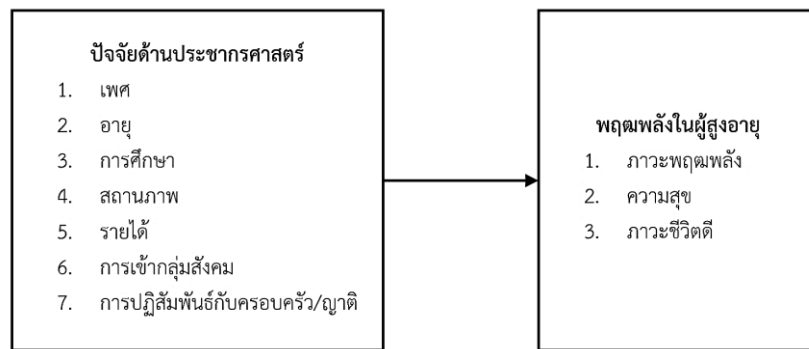 ปัจจัยด้านประชากรศาสตร์
1. เพศ
2. อายุ
3. การศึกษา
4. สถานภาพ
5. รายได้
6. การเข้ากลุ่มสังคม
7. การปฏิสัมพันธ์กับครอบครัว/ญาติ
พฤฒพลังในผู้สูงอายุ
1. ภาวะพฤฒพลัง
2. ความสุข
3. ภาวะชีวิตดี